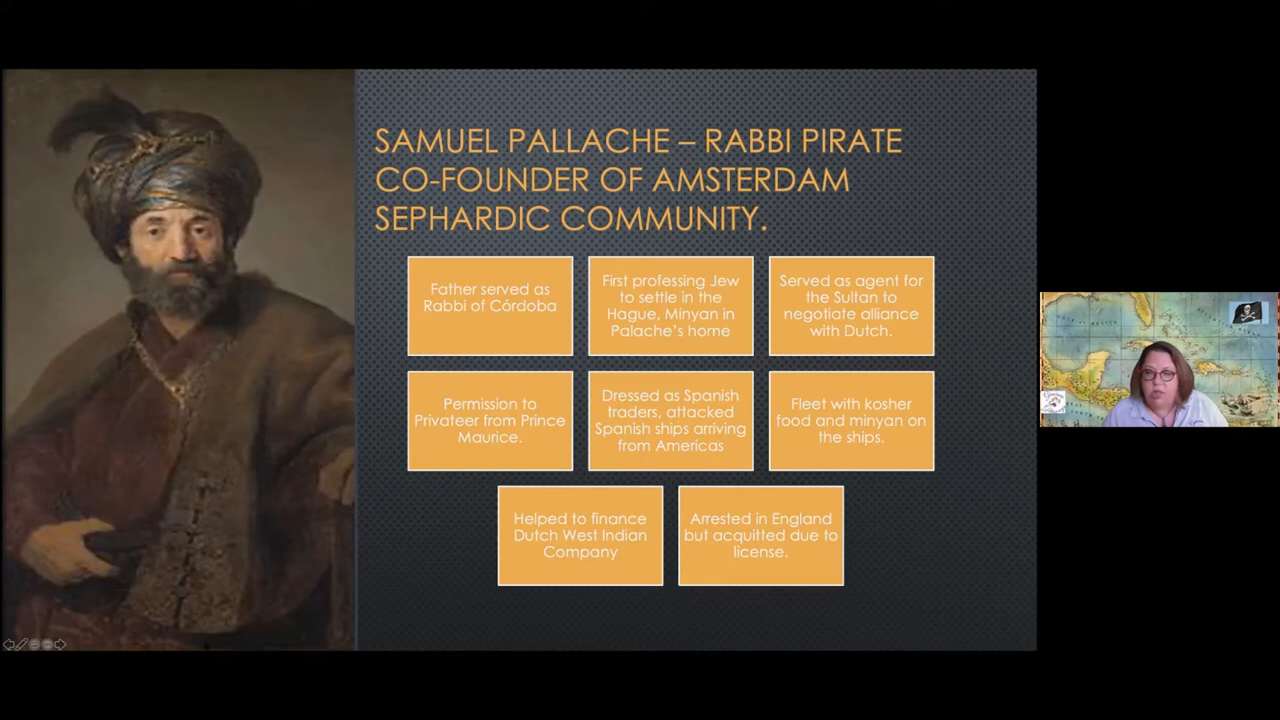 SAMUEL PALLACHE – RABBI PIRATE
CO-FOUNDER OF AMSTERDAM
SEPHARDIC COMMUNITY.
Father served as
Rabbi of Córdoba
First professing Jew
to settle in the
Hague, Minyan in
Palache's home
Served as agent for
the Sultan to
negotiate alliance
with Dutch.
Permission to
Privateer from Prince
Maurice.
Dressed as Spanish
traders, attacked
Spanish ships arriving
from Americas
Fleet with kosher
food and minyan on
the ships.
Helped to finance
Dutch West Indian
Company
Arrested in England
but acquitted due to
license.